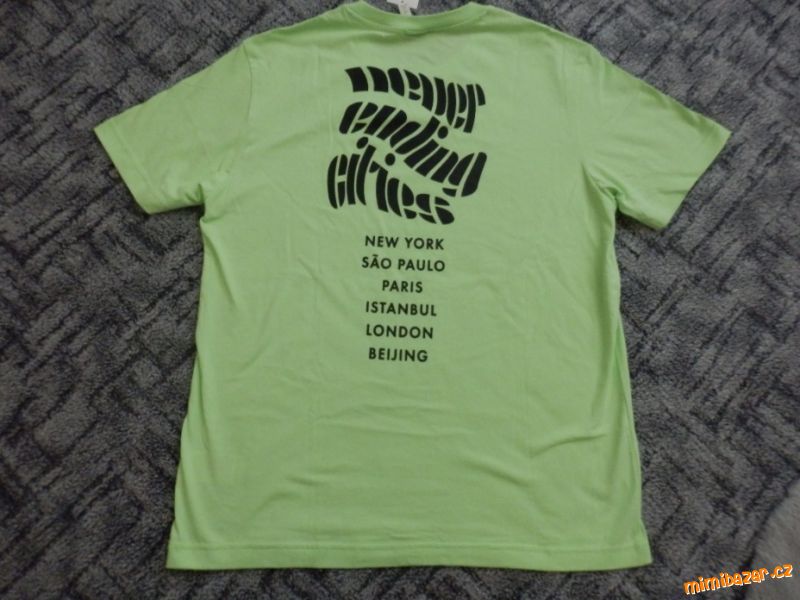 never
ending
cities
NEW YORK
SÃO PAULO
PARIS
ISTANBUL
LONDON
BEIJING
mimibazar.cz